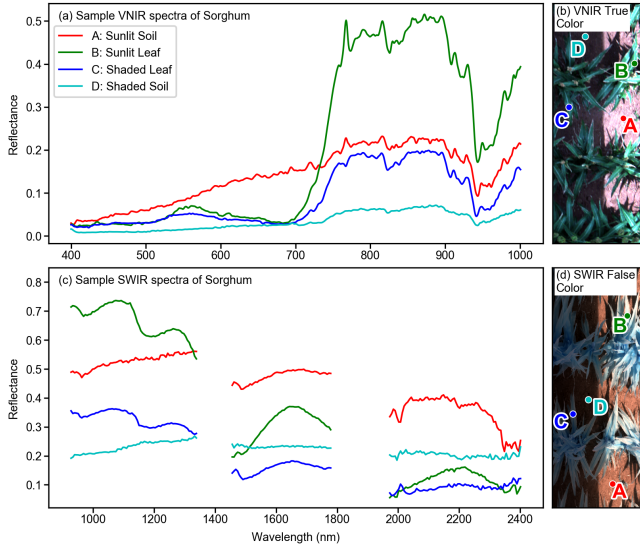 (a) Sample VNIR spectra of Sorghum
A: Sunlit Soil
B: Sunlit Leaf
C: Shaded Leaf
D: Shaded Soil
Reflectance
0.5
0.4
0.3
0.2
0.1
0.0
400 500 600 700 800 900 1000
(b) VNIR True
Color
D
B
C
A
(c) Sample SWIR spectra of Sorghum
Reflectance
0.8
0.7
0.6
0.5
0.4
0.3
0.2
0.1
1000 1200 1400 1600 1800 2000 2200 2400
Wavelength (nm)
(d) SWIR False
Color
B
D
C
A